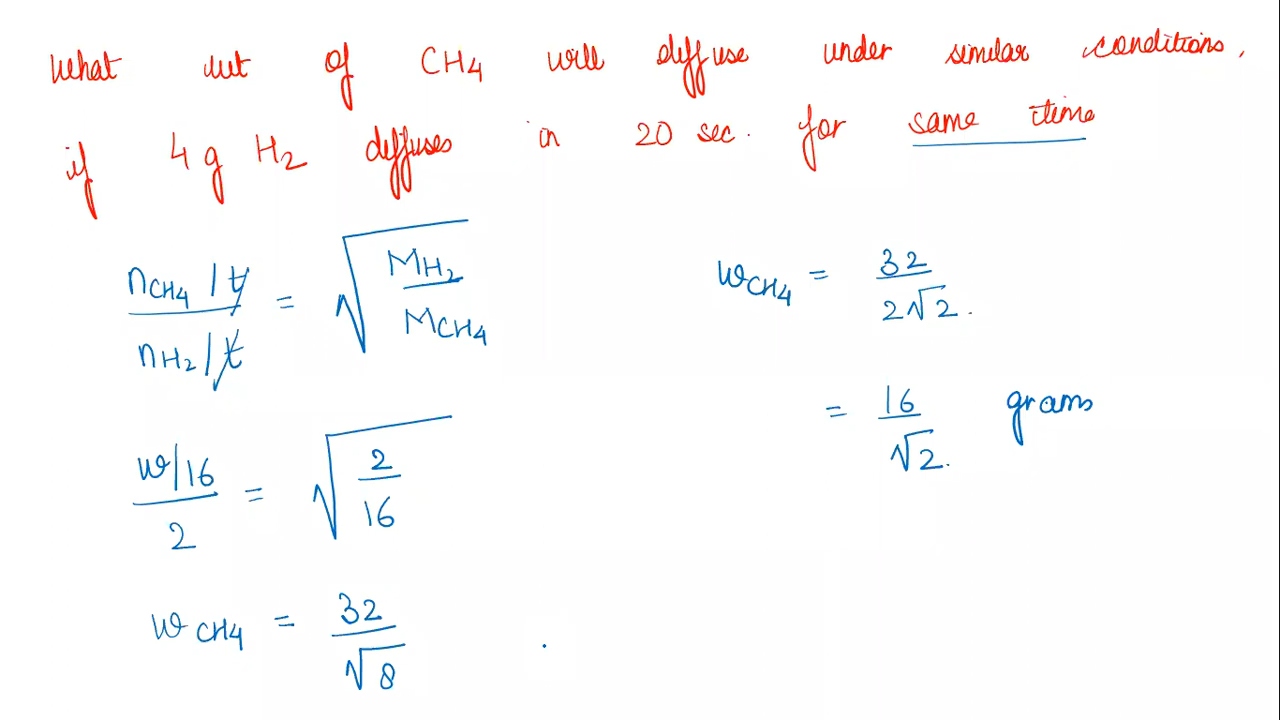 What wt of CH4 will diffuse under similar conditions,
if 4g H2 diffuses in 20 sec. for same time
nCH4 / t / nH2 / t = √(MH2 / MCH4)
w/16 / 2 = √(2 / 16)
wCH4 = 32 / √8
wCH4 = 32 / 2√2.
= 16 / √2. grams